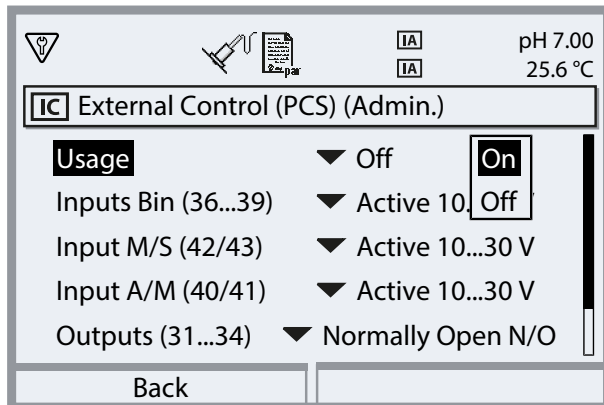 par
IA pH 7.00
IA 25.6 °C
IC External Control (PCS) (Admin.)
Usage Off On
Inputs Bin (36...39) Active 10... V Off
Input M/S (42/43) Active 10...30 V
Input A/M (40/41) Active 10...30 V
Outputs (31...34) Normally Open N/O
Back